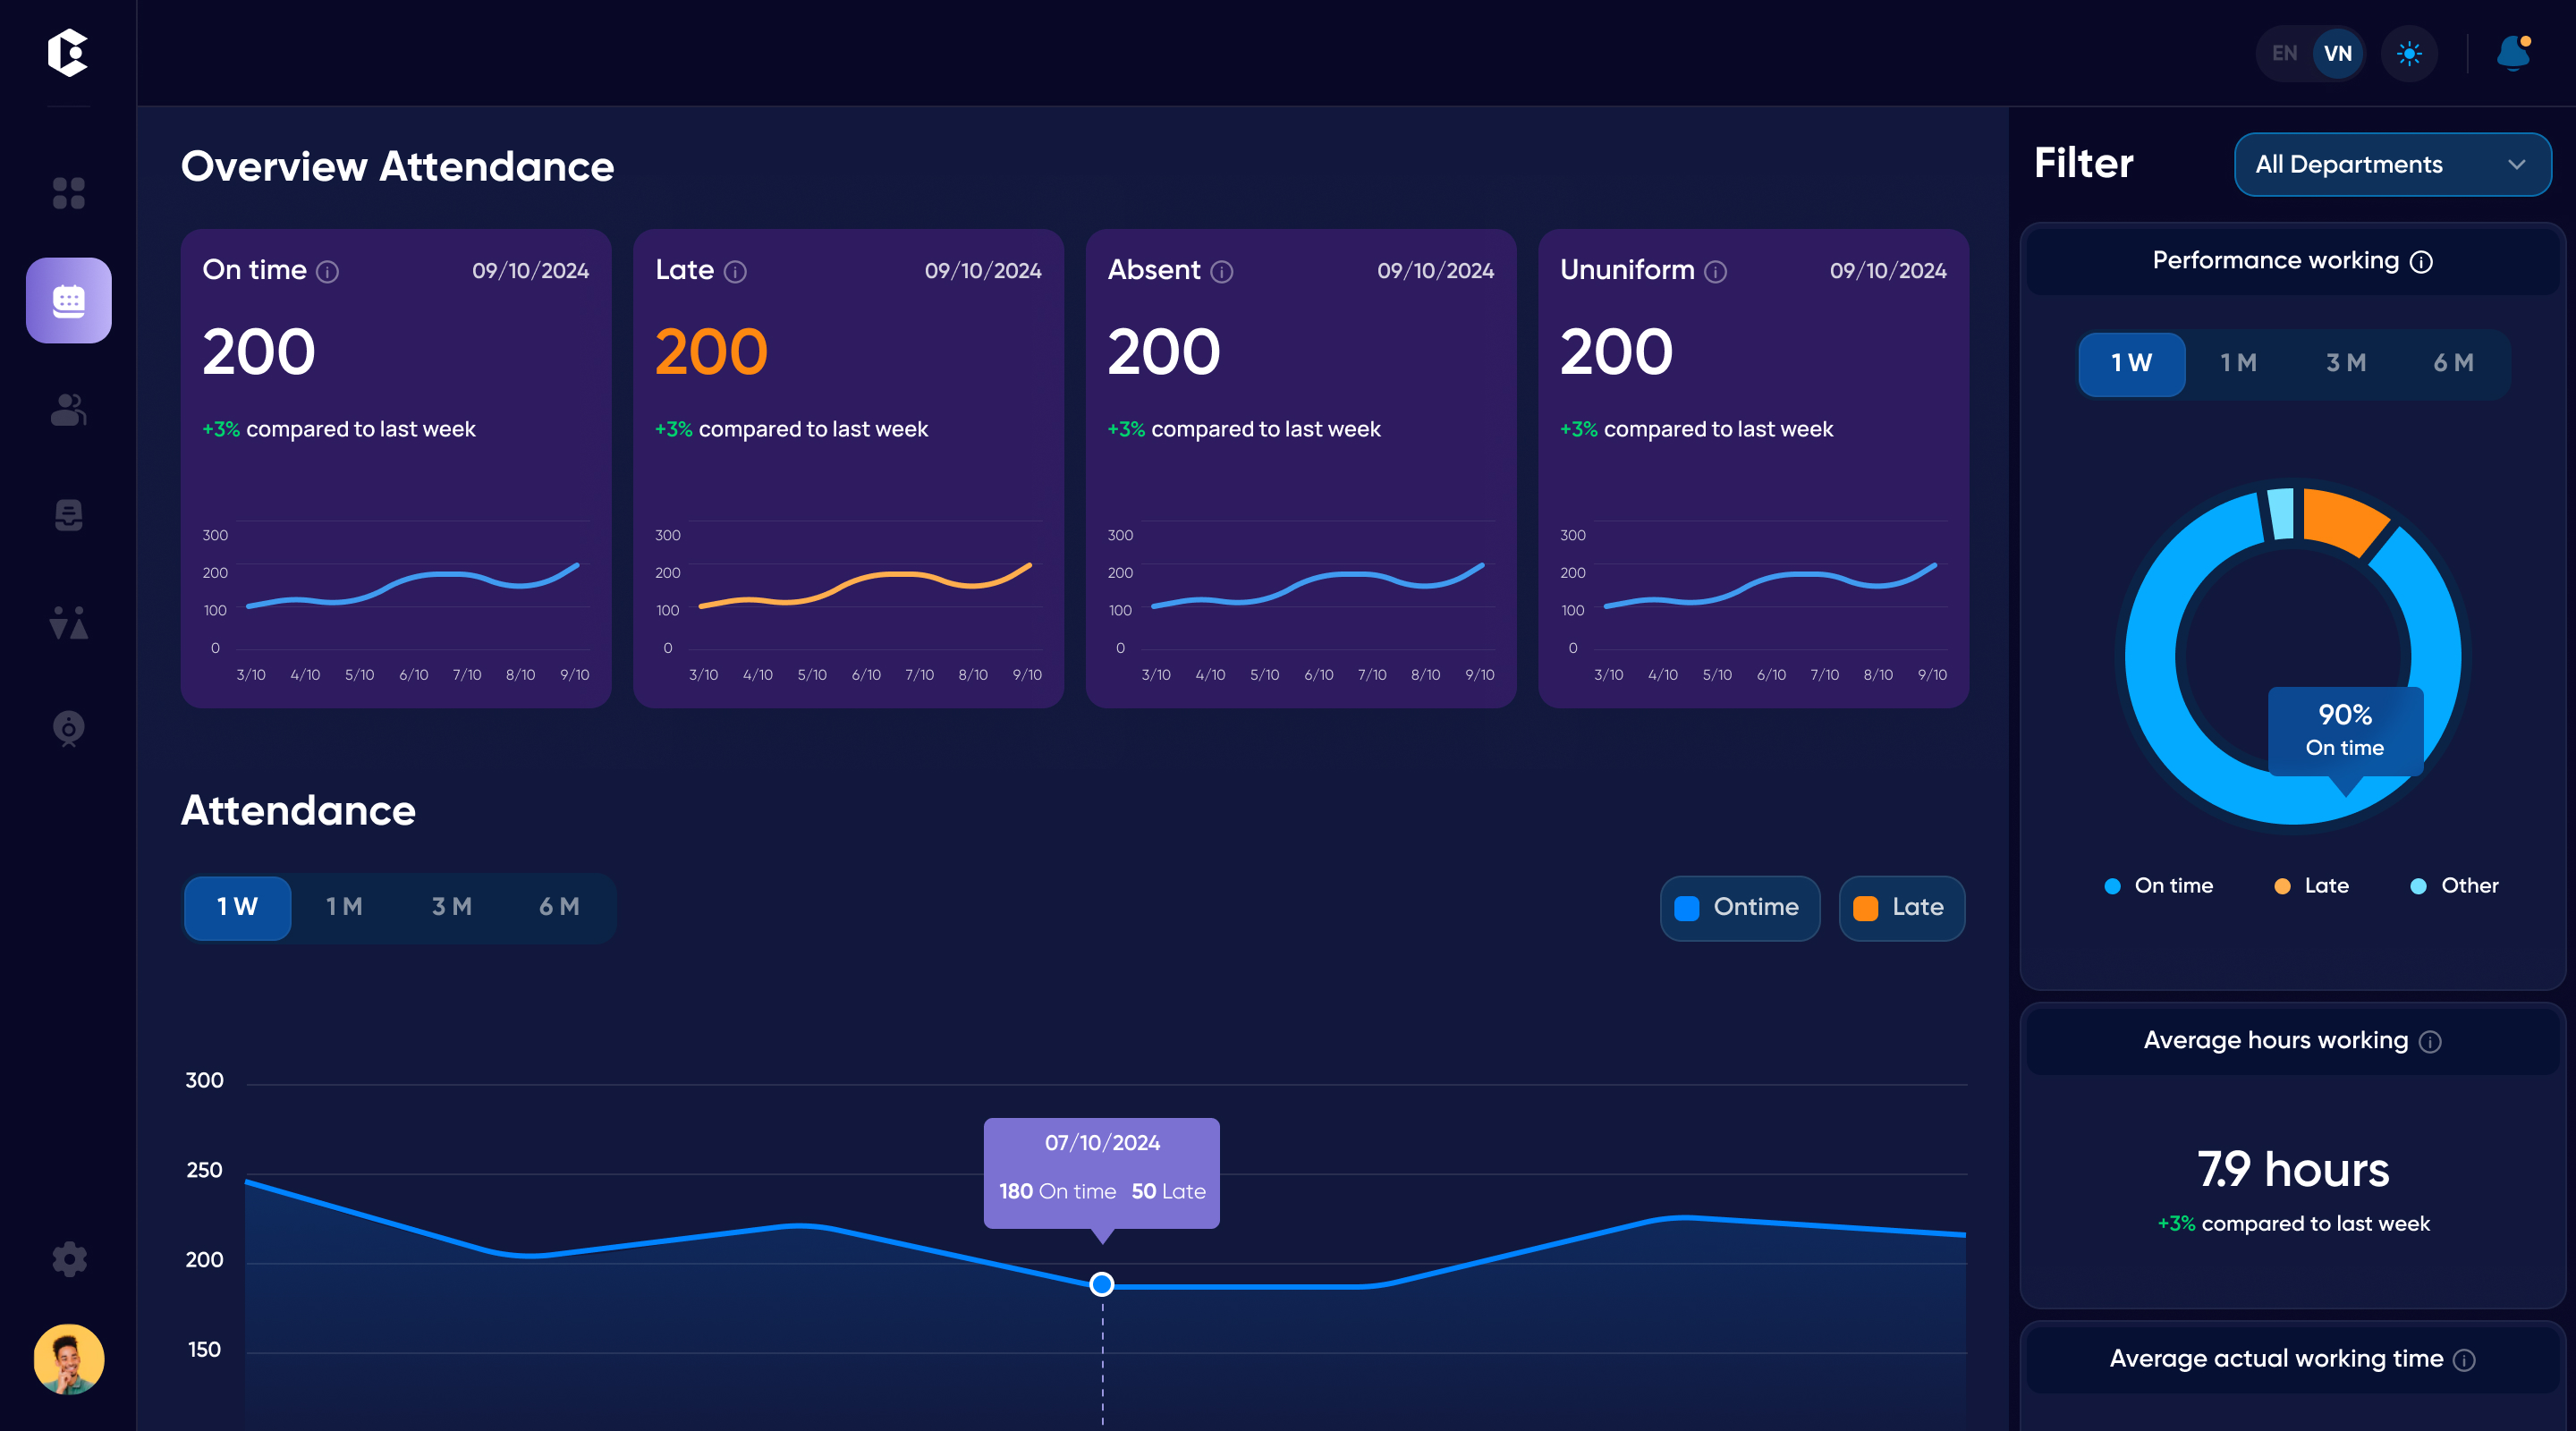 EN VN
Overview Attendance
Filter
All Departments
On time 09/10/2024
200
+3% compared to last week
300
200
100
0
3/10 4/10 5/10 6/10 7/10 8/10 9/10
Late 09/10/2024
200
+3% compared to last week
300
200
100
0
3/10 4/10 5/10 6/10 7/10 8/10 9/10
Absent 09/10/2024
200
+3% compared to last week
300
200
100
0
3/10 4/10 5/10 6/10 7/10 8/10 9/10
Ununiform 09/10/2024
200
+3% compared to last week
300
200
100
0
3/10 4/10 5/10 6/10 7/10 8/10 9/10
Performance working
1 W 1 M 3 M 6 M
90%
On time
On time Late Other
Attendance
1 W 1 M 3 M 6 M
Ontime Late
300
250
200
150
07/10/2024
180 On time 50 Late
Average hours working
7.9 hours
+3% compared to last week
Average actual working time